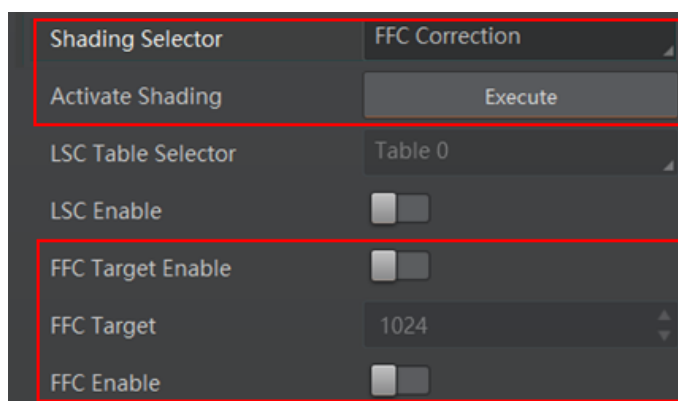 Shading Selector FFC Correction
Activate Shading Execute
LSC Table Selector Table 0
LSC Enable
FFC Target Enable
FFC Target 1024
FFC Enable